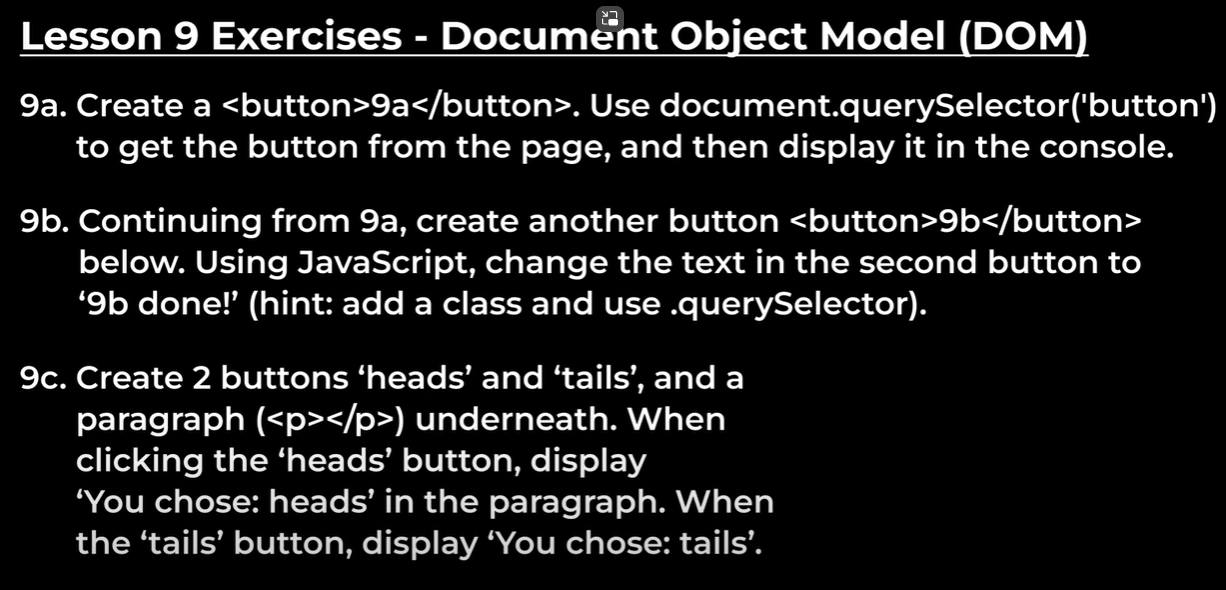 Lesson 9 Exercises - Document Object Model (DOM)
9a. Create a <button>9a</button>. Use document.querySelector('button')
to get the button from the page, and then display it in the console.
9b. Continuing from 9a, create another button <button>9b</button>
below. Using JavaScript, change the text in the second button to
‘9b done!’ (hint: add a class and use .querySelector).
9c. Create 2 buttons ‘heads’ and ‘tails’, and a
paragraph (<p></p>) underneath. When
clicking the ‘heads’ button, display
‘You chose: heads’ in the paragraph. When
the ‘tails’ button, display ‘You chose: tails’.